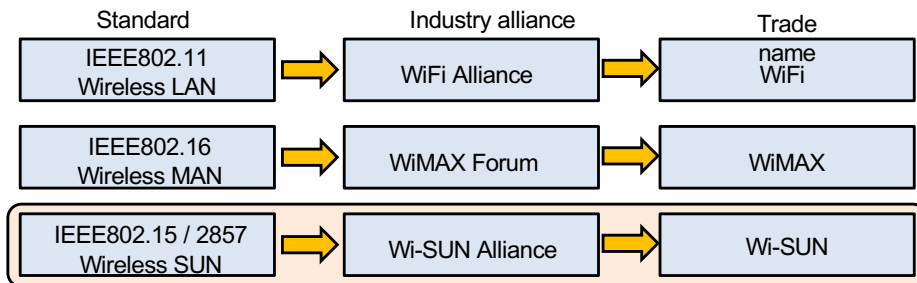 Standard
Industry alliance
Trade
name
IEEE802.11
Wireless LAN
WiFi Alliance
WiFi
IEEE802.16
Wireless MAN
WiMAX Forum
WiMAX
IEEE802.15 / 2857
Wireless SUN
Wi-SUN Alliance
Wi-SUN